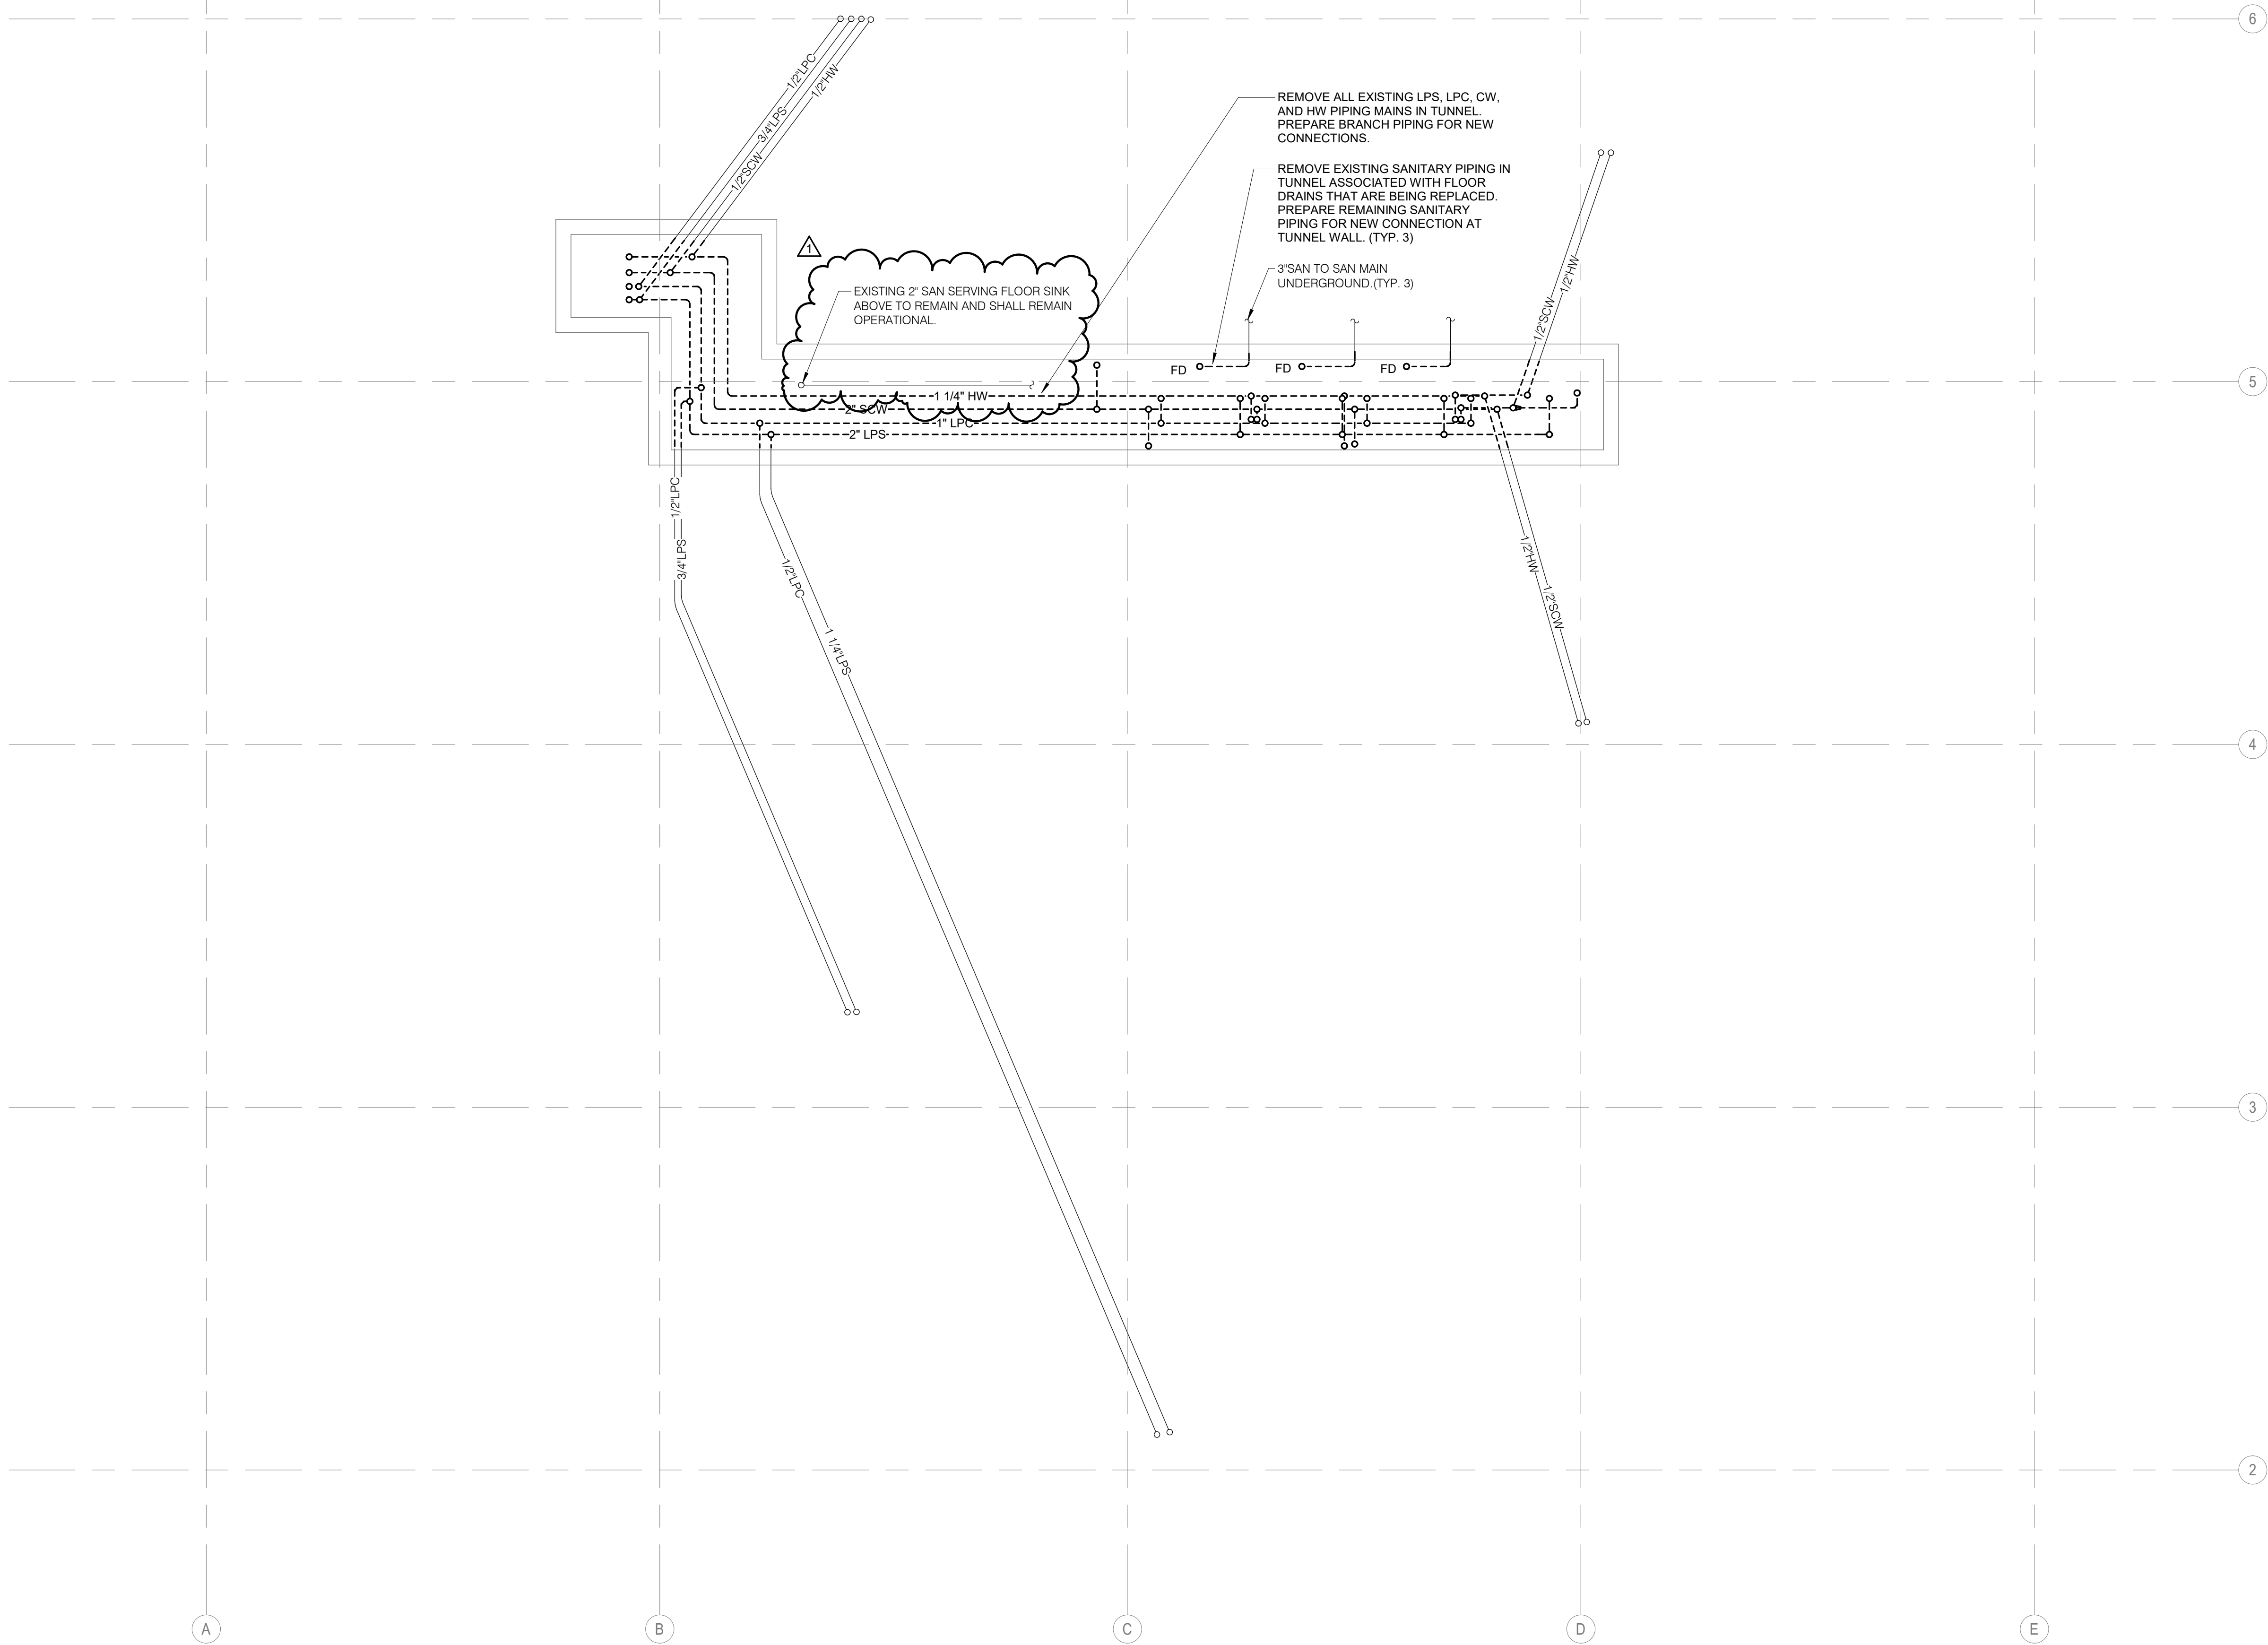 6
1/2"LPC
3/4"LPS
1/2"HW
1/2"SCW
REMOVE ALL EXISTING LPS, LPC, CW,
AND HW PIPING MAINS IN TUNNEL.
PREPARE BRANCH PIPING FOR NEW
CONNECTIONS.
REMOVE EXISTING SANITARY PIPING IN
TUNNEL ASSOCIATED WITH FLOOR
DRAINS THAT ARE BEING REPLACED.
PREPARE REMAINING SANITARY
PIPING FOR NEW CONNECTION AT
TUNNEL WALL. (TYP. 3)
3"SAN TO SAN MAIN
UNDERGROUND.(TYP. 3)
1
EXISTING 2" SAN SERVING FLOOR SINK
ABOVE TO REMAIN AND SHALL REMAIN
OPERATIONAL.
1/2"SCW
1/2"HW
FD
FD
FD
5
1 1/4" HW
2" SCW
1" LPC
2" LPS
1/2"LPC
3/4"LPS
1/2"LPC
1 1/4"LPS
1/2"HW
1/2"SCW
4
3
2
A
B
C
D
E